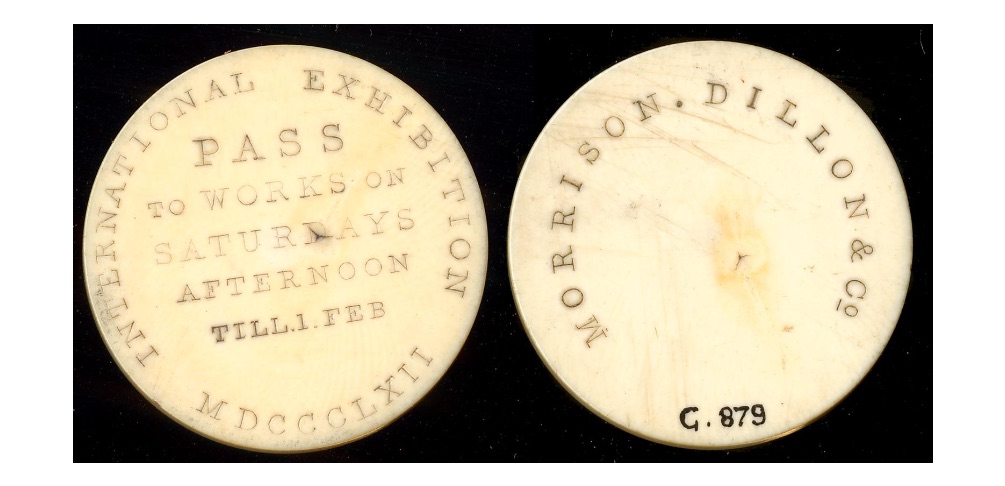 INTERNATIONAL EXHIBITION
PASS
TO WORKS ON
SATURDAYS
AFTERNOON
TILL.1.FEB
MDCCCLXII
MORRISON. DILLON & Co
C. 879